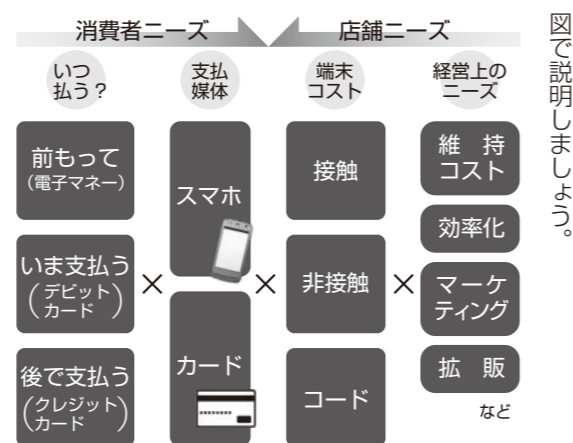 図で説明しましょう。
消費者ニーズ
店舗ニーズ
いつ
払う？
支払
媒体
端末
コスト
経営上の
ニーズ
前もって
(電子マネー)
いま支払う
(デビット
カード)
後で支払う
(クレジット
カード)
×
スマホ
カード
×
接触
非接触
コード
×
維 持
コスト
効率化
マーケ
ティング
拡 販
など